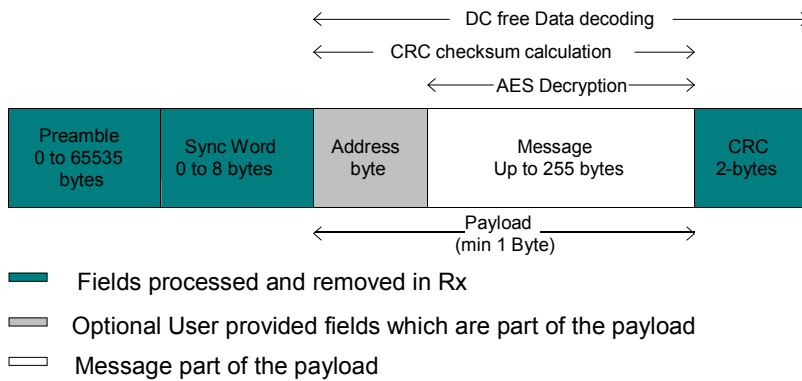 DC free Data decoding
CRC checksum calculation
AES Decryption
Preamble
0 to 65535
bytes
Sync Word
0 to 8 bytes
Address
byte
Message
Up to 255 bytes
CRC
2-bytes
Payload
(min 1 Byte)
Fields processed and removed in Rx
Optional User provided fields which are part of the payload
Message part of the payload